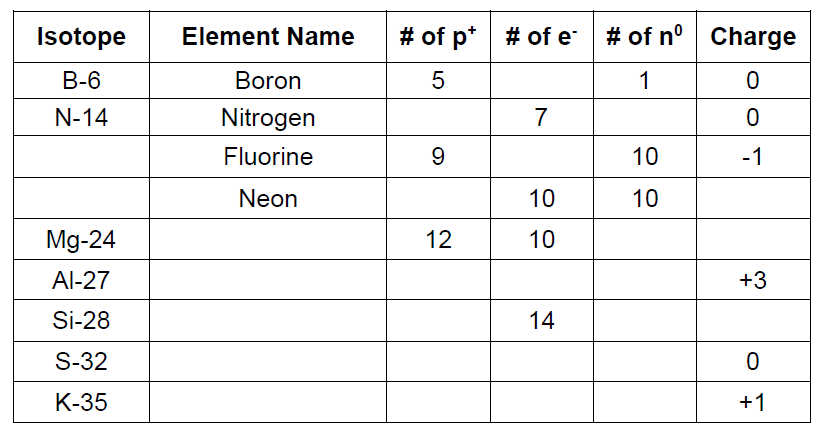 Isotope Element Name # of p⁺ # of e⁻ # of n⁰ Charge
B-6 Boron 5 1 0
N-14 Nitrogen 7 0
Fluorine 9 10 -1
Neon 10 10
Mg-24 12 10
Al-27 +3
Si-28 14
S-32 0
K-35 +1